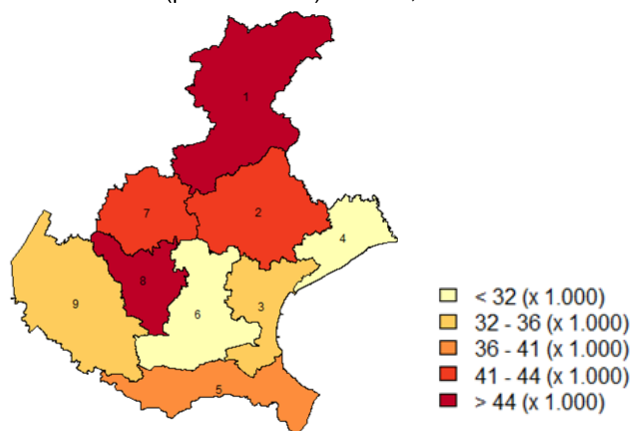 1
7
2
4
8
9
6
3
5
< 32 (x 1.000)
32 - 36 (x 1.000)
36 - 41 (x 1.000)
41 - 44 (x 1.000)
> 44 (x 1.000)